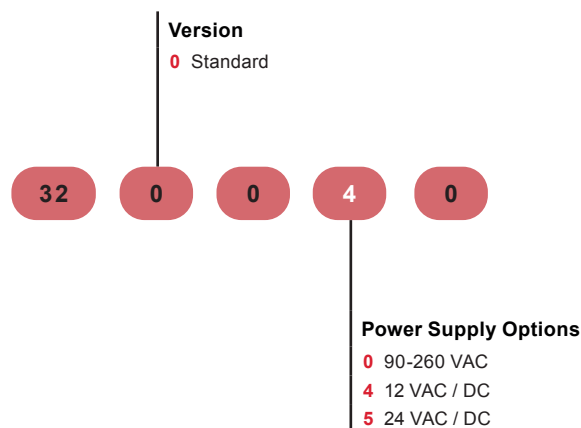 Version
0 Standard
32 0 0 4 0
Power Supply Options
0 90-260 VAC
4 12 VAC / DC
5 24 VAC / DC